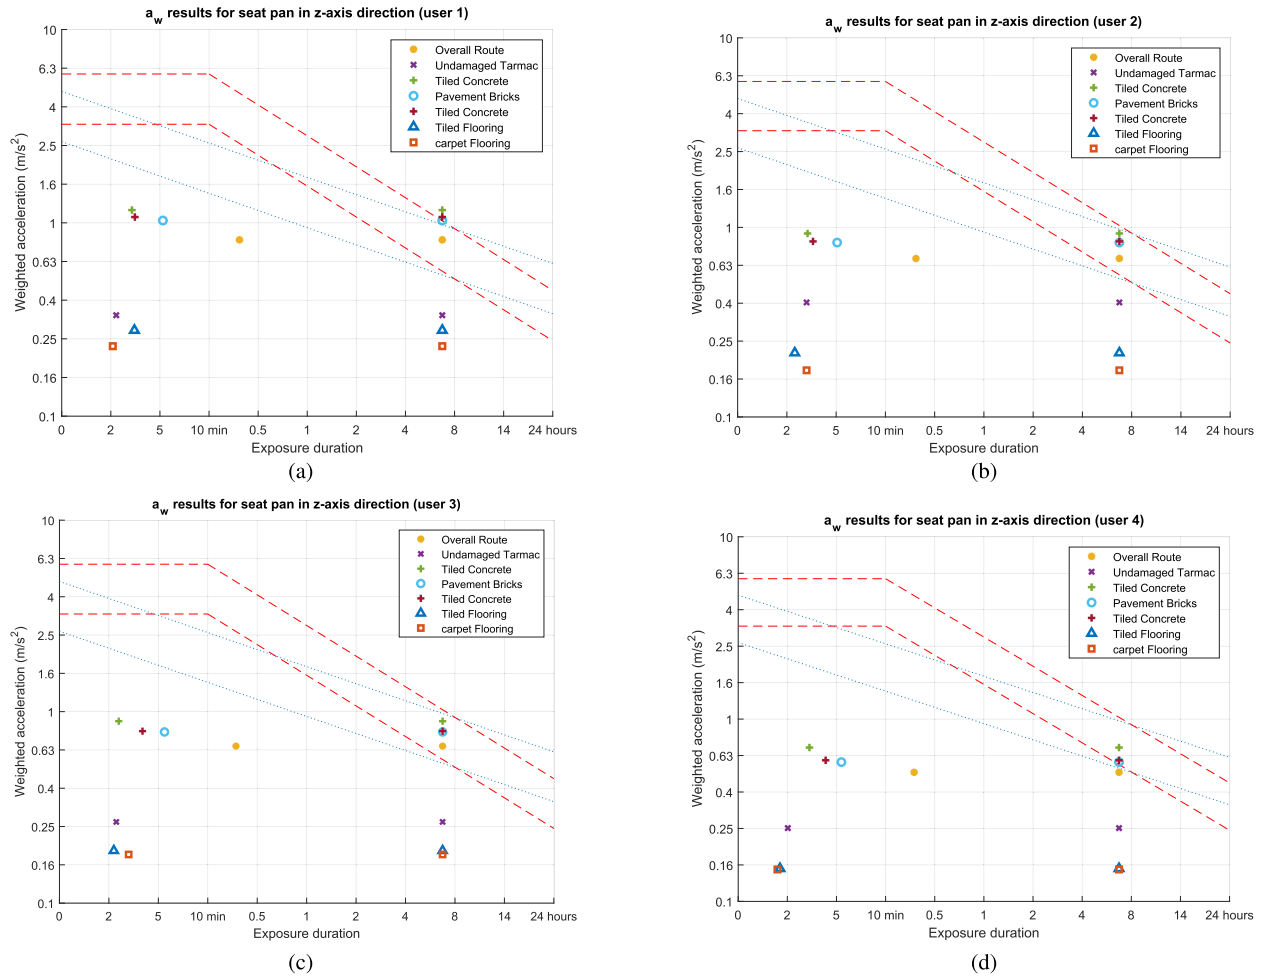 a_w results for seat pan in z-axis direction (user 1)
10
6.3
4
2.5
1.6
1
0.63
0.4
0.25
0.16
0.1
Weighted acceleration (m/s²)
Overall Route
Undamaged Tarmac
Tiled Concrete
Pavement Bricks
Tiled Concrete
Tiled Flooring
carpet Flooring
0 2 5 10 min 0.5 1 2 4 8 14 24 hours
Exposure duration
(a)
a_w results for seat pan in z-axis direction (user 2)
10
6.3
4
2.5
1.6
1
0.63
0.4
0.25
0.16
0.1
Weighted acceleration (m/s²)
Overall Route
Undamaged Tarmac
Tiled Concrete
Pavement Bricks
Tiled Concrete
Tiled Flooring
carpet Flooring
0 2 5 10 min 0.5 1 2 4 8 14 24 hours
Exposure duration
(b)
a_w results for seat pan in z-axis direction (user 3)
10
6.3
4
2.5
1.6
1
0.63
0.4
0.25
0.16
0.1
Weighted acceleration (m/s²)
Overall Route
Undamaged Tarmac
Tiled Concrete
Pavement Bricks
Tiled Concrete
Tiled Flooring
carpet Flooring
0 2 5 10 min 0.5 1 2 4 8 14 24 hours
Exposure duration
(c)
a_w results for seat pan in z-axis direction (user 4)
10
6.3
4
2.5
1.6
1
0.63
0.4
0.25
0.16
0.1
Weighted acceleration (m/s²)
Overall Route
Undamaged Tarmac
Tiled Concrete
Pavement Bricks
Tiled Concrete
Tiled Flooring
carpet Flooring
0 2 5 10 min 0.5 1 2 4 8 14 24 hours
Exposure duration
(d)